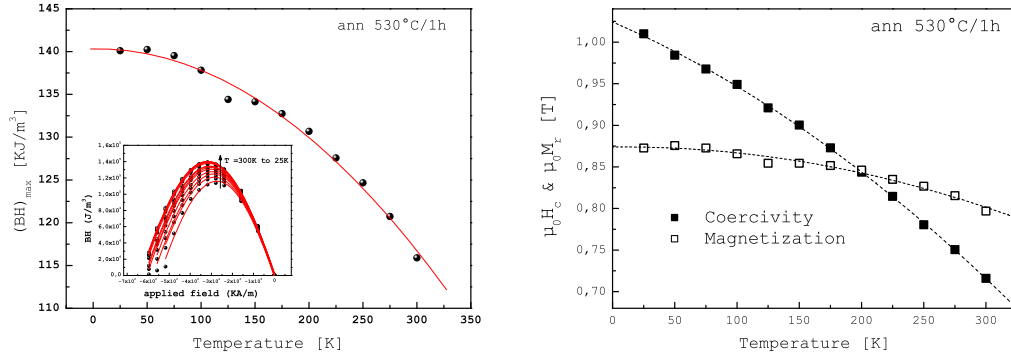 ann 530°C/1h
(BH)max [KJ/m³]
145
140
135
130
125
120
115
110
0 50 100 150 200 250 300 350
Temperature [K]
T =300K to 25K
BH (J/m³)
0,0
applied field (KA/m)
0
ann 530°C/1h
μ0Hc & μ0Mr [T]
1,00
0,95
0,90
0,85
0,80
0,75
0,70
Coercivity
Magnetization
0 50 100 150 200 250 300
Temperature [K]